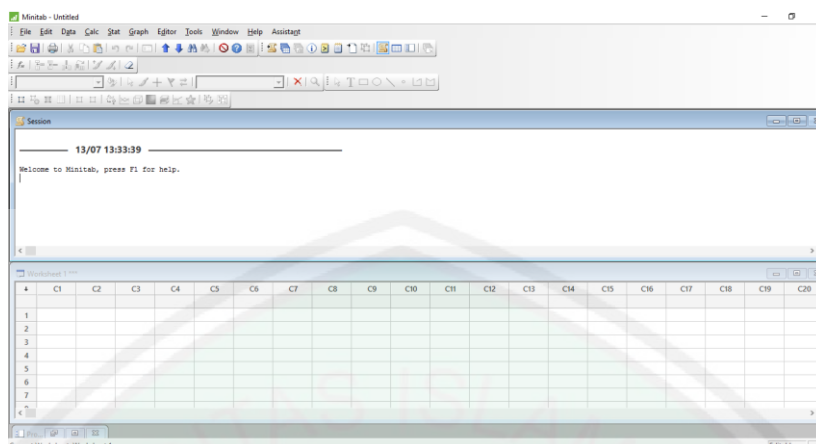 Minitab - Untitled
File Edit Data Calc Stat Graph Editor Tools Window Help Assistant
Session
13/07 13:33:39
Welcome to Minitab, press F1 for help.
Worksheet 1 ***
C1 C2 C3 C4 C5 C6 C7 C8 C9 C10 C11 C12 C13 C14 C15 C16 C17 C18 C19 C20
1
2
3
4
5
6
7